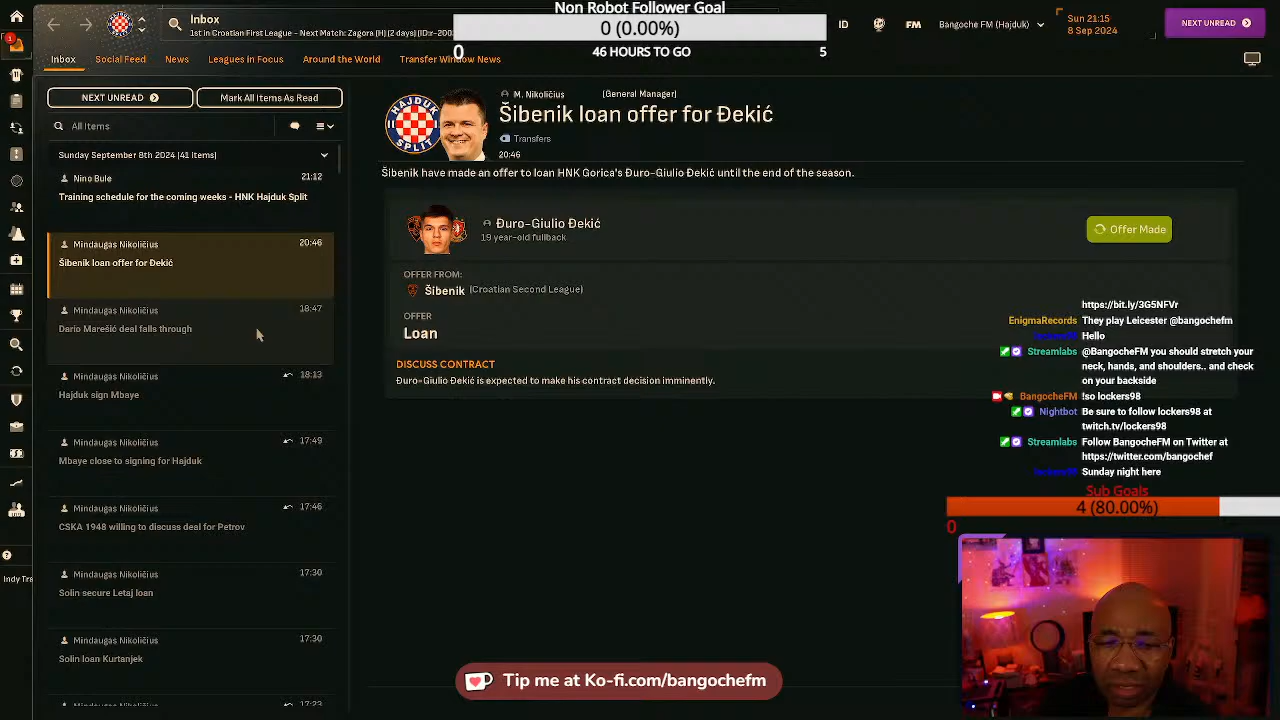 Non Robot Follower Goal
0 (0.00%)
0
46 HOURS TO GO
5
Inbox
1st in Croatian First League – Next Match: Zagora (H) (2 days)
ID
FM
Bangoche FM (Hajduk)
Sun 21:15
8 Sep 2024
NEXT UNREAD
1
Inbox
Social Feed
News
Leagues in Focus
Around the World
Transfer Window News
NEXT UNREAD
Mark All Items As Read
All Items
Sunday September 8th 2024 (41 Items)
Nino Bule
21:12
Training schedule for the coming weeks - HNK Hajduk Split
Mindaugas Nikoličius
20:46
Šibenik loan offer for Đekić
Mindaugas Nikoličius
18:47
Dario Marešić deal falls through
Mindaugas Nikoličius
18:13
Hajduk sign Mbaye
Mindaugas Nikoličius
17:49
Mbaye close to signing for Hajduk
Mindaugas Nikoličius
17:46
CSKA 1948 willing to discuss deal for Petrov
Mindaugas Nikoličius
17:30
Solin secure Letaj loan
Mindaugas Nikoličius
17:30
Solin loan Kurtanjek
Mindaugas Nikoličius
17:23
Indy Tra
HAJDUK
SPLIT
M. Nikoličius
(General Manager)
Šibenik loan offer for Đekić
Transfers
20:46
Šibenik have made an offer to loan HNK Gorica's Đuro-Giulio Đekić until the end of the season.
Đuro-Giulio Đekić
19 year-old fullback
Offer Made
OFFER FROM:
Šibenik
(Croatian Second League)
OFFER
Loan
DISCUSS CONTRACT
Đuro-Giulio Đekić is expected to make his contract decision imminently.
https://bit.ly/3G5NFVr
EnigmaRecords They play Leicester @bangochefm
lockers98 Hello
Streamlabs @BangocheFM you should stretch your
neck, hands, and shoulders.. and check
on your backside
BangocheFM !so lockers98
Nightbot Be sure to follow lockers98 at
twitch.tv/lockers98
Streamlabs Follow BangocheFM on Twitter at
https://twitter.com/bangochef
lockers98 Sunday night here
Sub Goals
4 (80.00%)
0
Tip me at Ko-fi.com/bangochefm